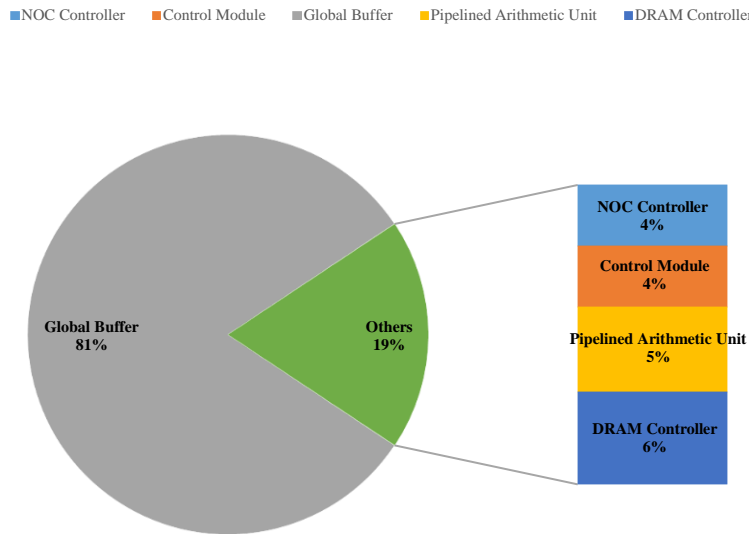 NOC Controller Control Module Global Buffer Pipelined Arithmetic Unit DRAM Controller
NOC Controller
4%
Control Module
4%
Global Buffer
81%
Others
19%
Pipelined Arithmetic Unit
5%
DRAM Controller
6%